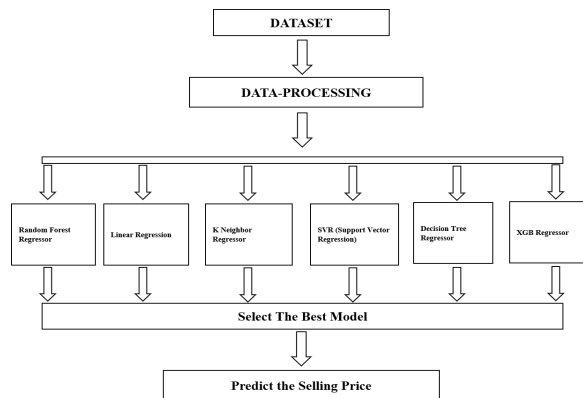 DATASET
DATA-PROCESSING
Random Forest
Regressor
Linear Regression
K Neighbor
Regressor
SVR (Support Vector
Regression)
Decision Tree
Regressor
XGB Regressor
Select The Best Model
Predict the Selling Price